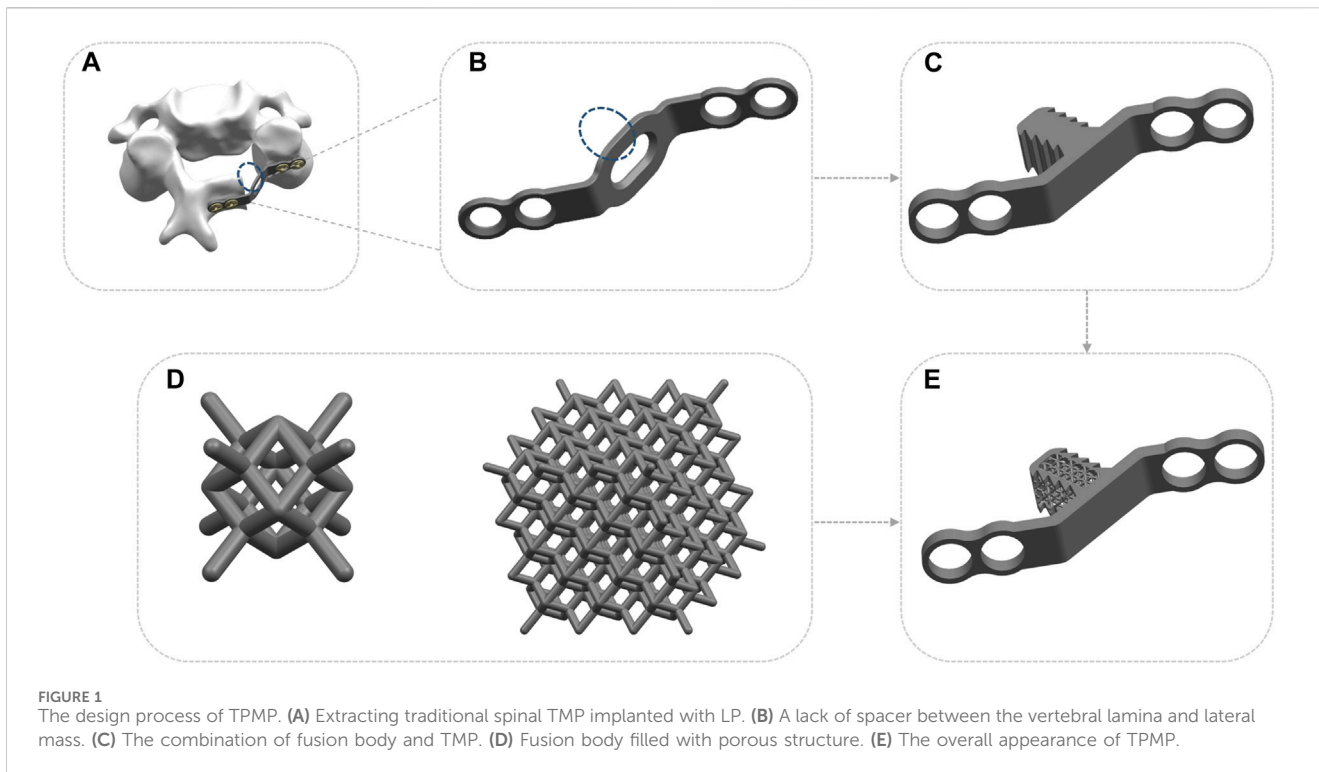 A
B
C
D
E
FIGURE 1
The design process of TPMP. (A) Extracting traditional spinal TMP implanted with LP. (B) A lack of spacer between the vertebral lamina and lateral
mass. (C) The combination of fusion body and TMP. (D) Fusion body filled with porous structure. (E) The overall appearance of TPMP.